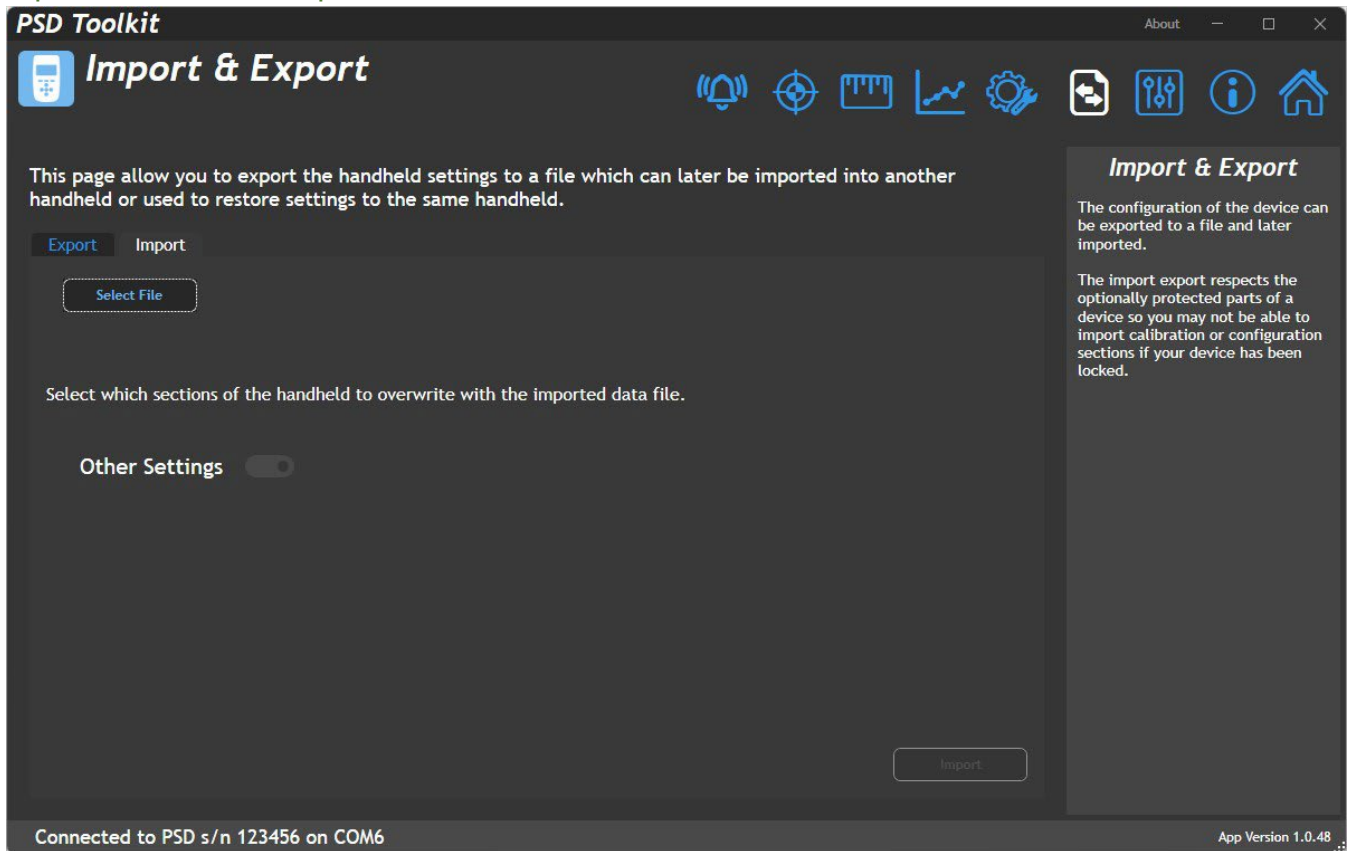 PSD Toolkit
About
Import & Export
This page allow you to export the handheld settings to a file which can later be imported into another
handheld or used to restore settings to the same handheld.
Export Import
Select File
Select which sections of the handheld to overwrite with the imported data file.
Other Settings
Import
Import & Export
The configuration of the device can
be exported to a file and later
imported.
The import export respects the
optionally protected parts of a
device so you may not be able to
import calibration or configuration
sections if your device has been
locked.
Connected to PSD s/n 123456 on COM6
App Version 1.0.48